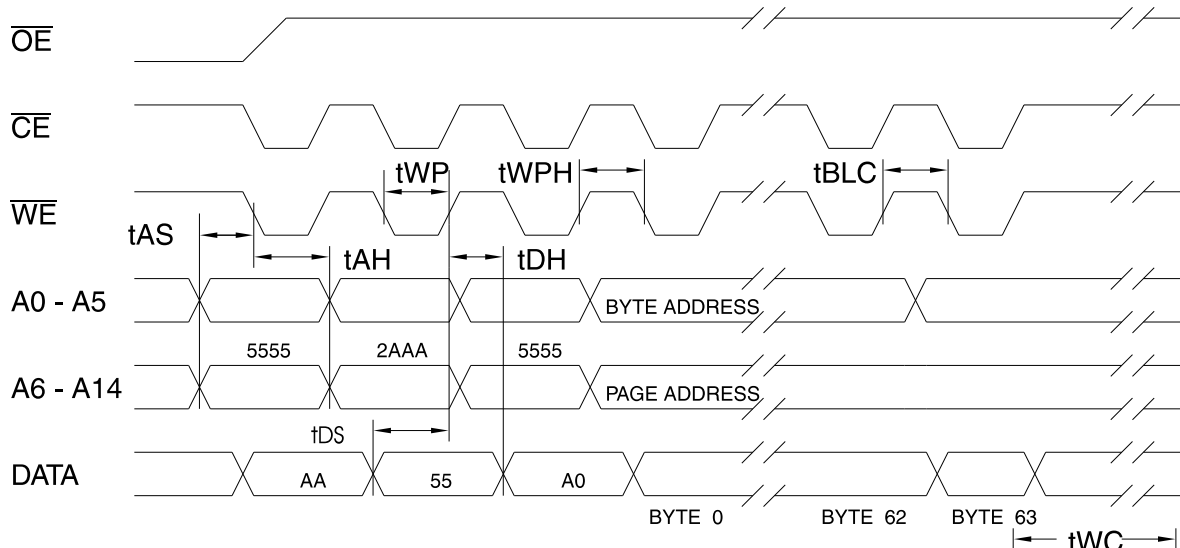 OE
CE
tWP tWPH tBLC
WE
tAS
tAH tDH
A0 - A5 BYTE ADDRESS
5555 2AAA 5555
A6 - A14 PAGE ADDRESS
tDS
DATA AA 55 A0
BYTE 0 BYTE 62 BYTE 63
tWC